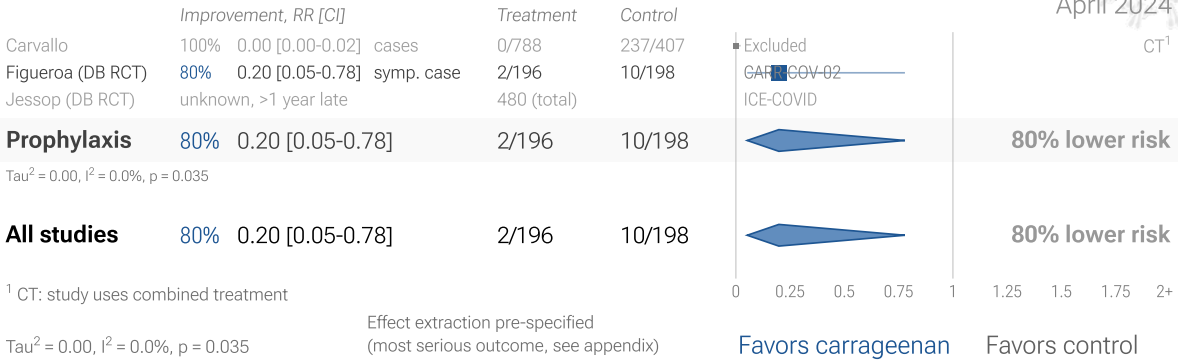 April 2024
Improvement, RR [CI] Treatment Control
Carvallo 100% 0.00 [0.00-0.02] cases 0/788 237/407 Excluded CT¹
Figueroa (DB RCT) 80% 0.20 [0.05-0.78] symp. case 2/196 10/198 CARR-COV-02
Jessop (DB RCT) unknown, >1 year late 480 (total) ICE-COVID
Prophylaxis 80% 0.20 [0.05-0.78] 2/196 10/198 80% lower risk
Tau² = 0.00, I² = 0.0%, p = 0.035
All studies 80% 0.20 [0.05-0.78] 2/196 10/198 80% lower risk
0 0.25 0.5 0.75 1 1.25 1.5 1.75 2+
¹ CT: study uses combined treatment
Effect extraction pre-specified
Tau² = 0.00, I² = 0.0%, p = 0.035 (most serious outcome, see appendix) Favors carrageenan Favors control